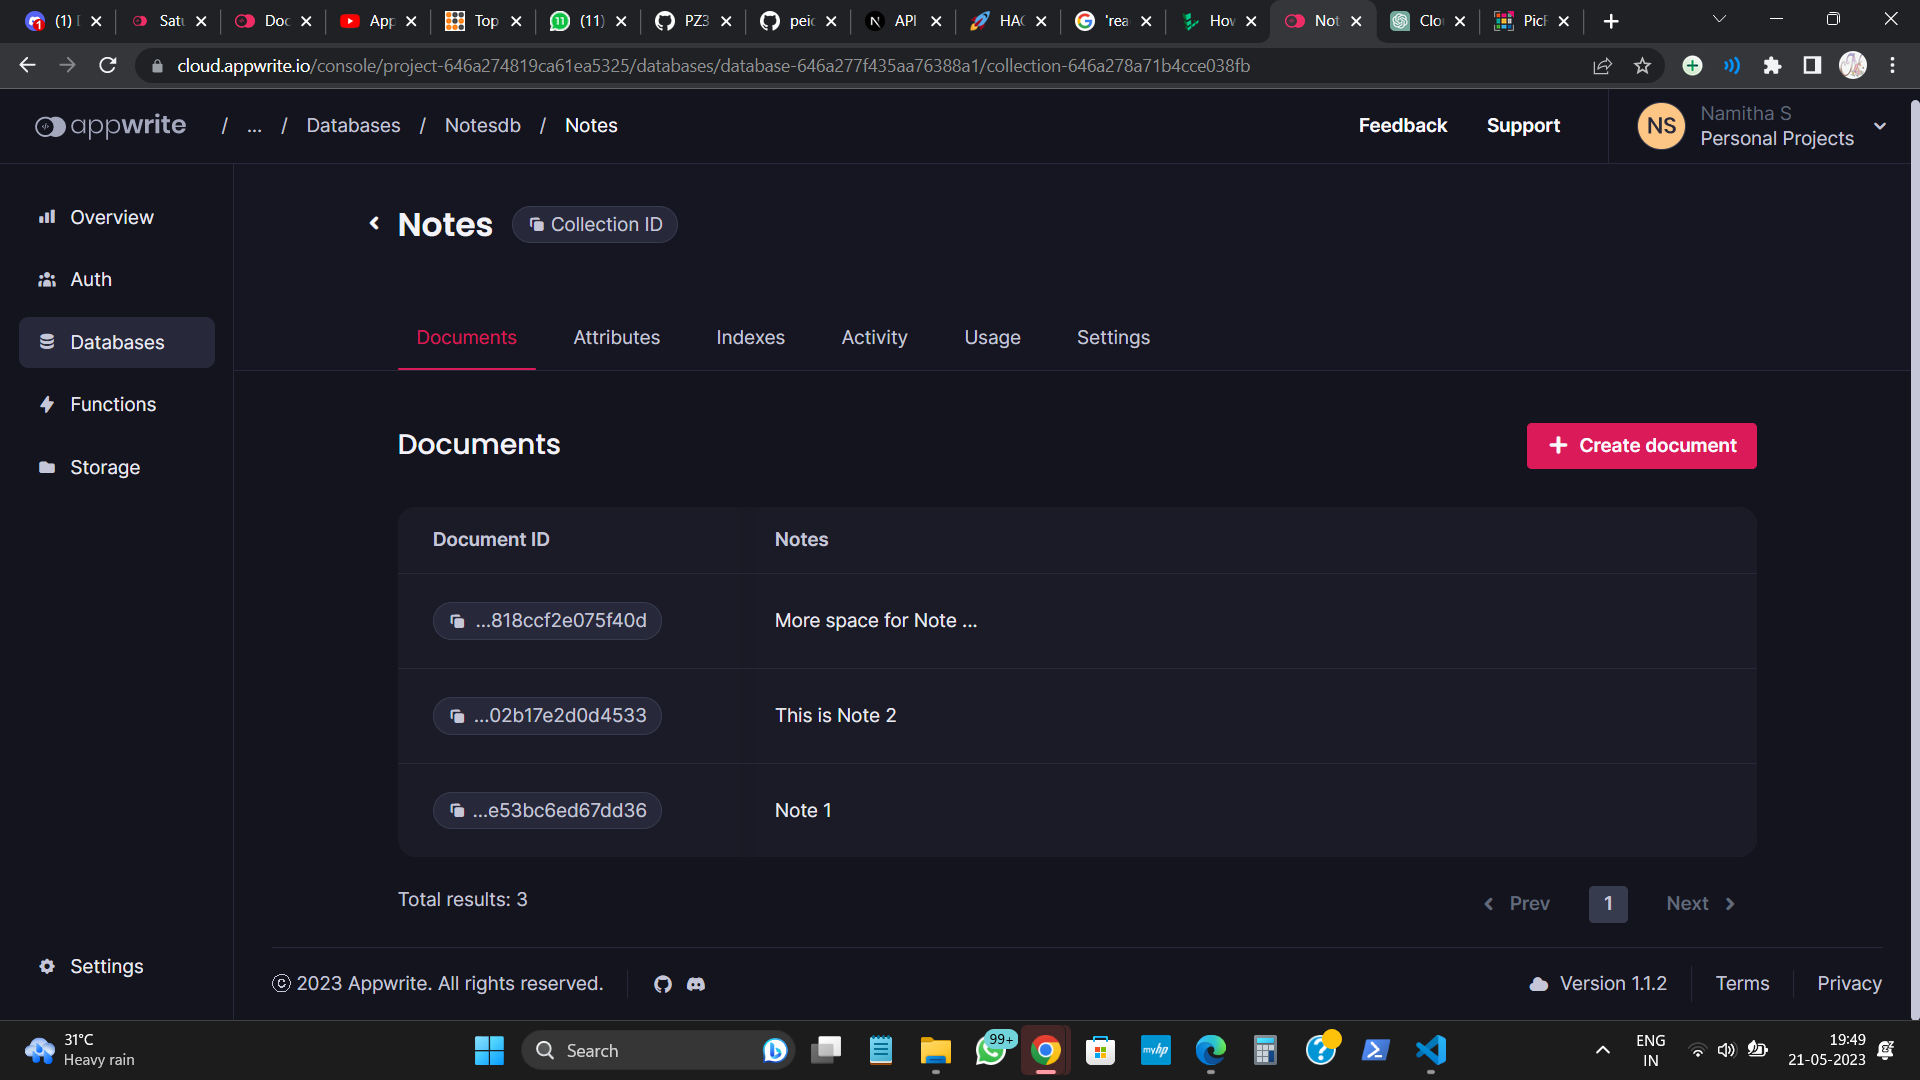 (1) D
Satu
Doc
App
Top
(11)
PZ3
peic
API
HAC
'rea
How
Not
Clo
PicF
cloud.appwrite.io/console/project-646a274819ca61ea5325/databases/database-646a277f435aa76388a1/collection-646a278a71b4cce038fb
appwrite / ... / Databases / Notesdb / Notes
Feedback
Support
NS
Namitha S
Personal Projects
Overview
Auth
Databases
Functions
Storage
Settings
Notes
Collection ID
Documents
Attributes
Indexes
Activity
Usage
Settings
Documents
+ Create document
Document ID
Notes
...818ccf2e075f40d
More space for Note ...
...02b17e2d0d4533
This is Note 2
...e53bc6ed67dd36
Note 1
Total results: 3
Prev
1
Next
© 2023 Appwrite. All rights reserved.
Version 1.1.2
Terms
Privacy
31°C
Heavy rain
Search
99+
myhp
ENG
IN
19:49
21-05-2023